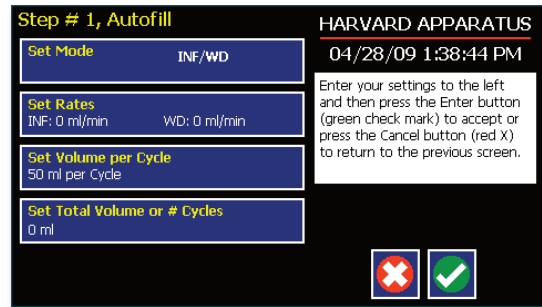 Step # 1, Autofill
Set Mode
INF/WD
Set Rates
INF: 0 ml/min WD: 0 ml/min
Set Volume per Cycle
50 ml per Cycle
Set Total Volume or # Cycles
0 ml
HARVARD APPARATUS
04/28/09 1:38:44 PM
Enter your settings to the left
and then press the Enter button
(green check mark) to accept or
press the Cancel button (red X)
to return to the previous screen.